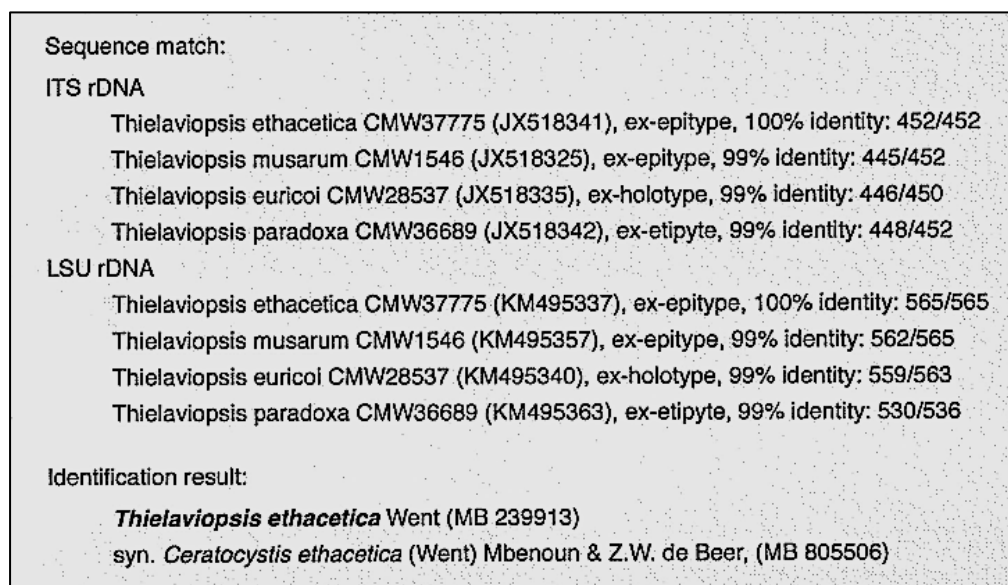 Sequence match:
ITS rDNA
Thielaviopsis ethacetica CMW37775 (JX518341), ex-epitype, 100% identity: 452/452
Thielaviopsis musarum CMW1546 (JX518325), ex-epitype, 99% identity: 445/452
Thielaviopsis euricoi CMW28537 (JX518335), ex-holotype, 99% identity: 446/450
Thielaviopsis paradoxa CMW36689 (JX518342), ex-etipyte, 99% identity: 448/452
LSU rDNA
Thielaviopsis ethacetica CMW37775 (KM495337), ex-epitype, 100% identity: 565/565
Thielaviopsis musarum CMW1546 (KM495357), ex-epitype, 99% identity: 562/565
Thielaviopsis euricoi CMW28537 (KM495340), ex-holotype, 99% identity: 559/563
Thielaviopsis paradoxa CMW36689 (KM495363), ex-etipyte, 99% identity: 530/536
Identification result:
Thielaviopsis ethacetica Went (MB 239913)
syn. Ceratocystis ethacetica (Went) Mbenoun & Z.W. de Beer, (MB 805506)